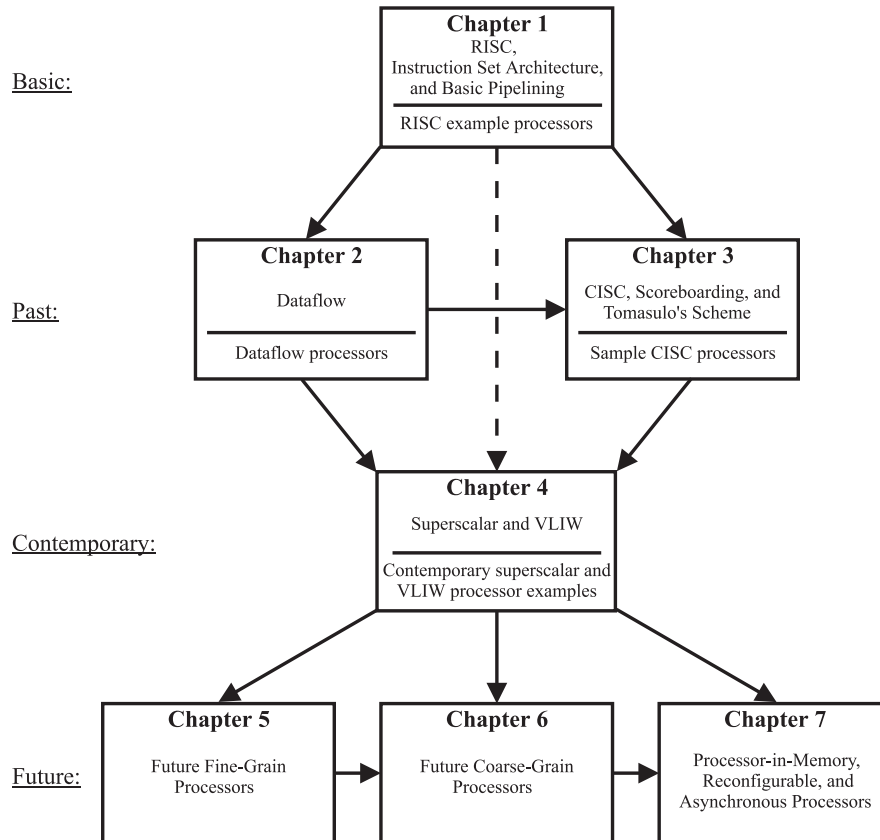 Basic:
Chapter 1
RISC,
Instruction Set Architecture,
and Basic Pipelining
RISC example processors
Past:
Chapter 2
Dataflow
Dataflow processors
Chapter 3
CISC, Scoreboarding, and
Tomasulo's Scheme
Sample CISC processors
Contemporary:
Chapter 4
Superscalar and VLIW
Contemporary superscalar and
VLIW processor examples
Future:
Chapter 5
Future Fine-Grain
Processors
Chapter 6
Future Coarse-Grain
Processors
Chapter 7
Processor-in-Memory,
Reconfigurable, and
Asynchronous Processors